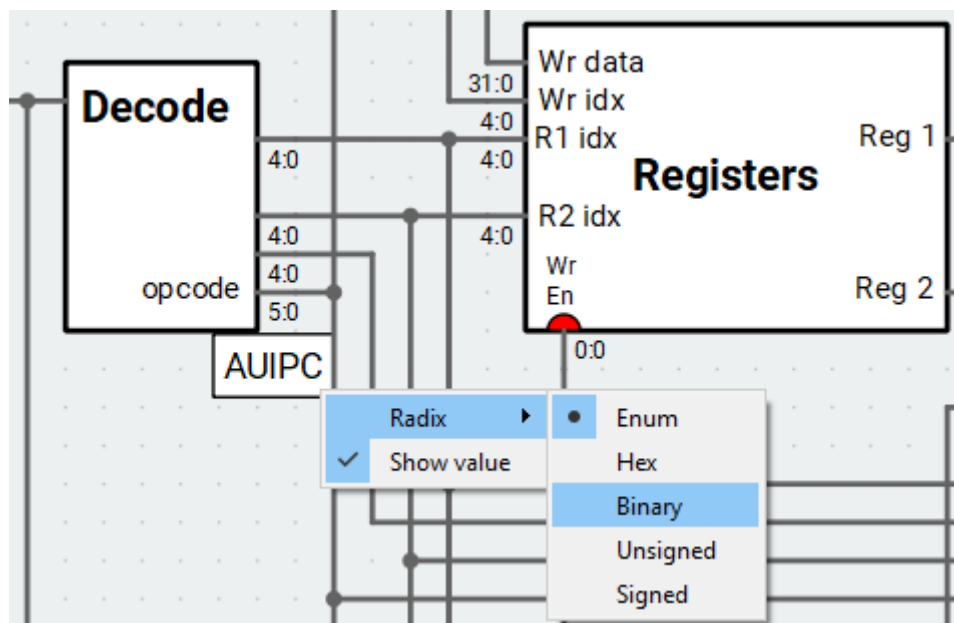 Decode
4:0
4:0
4:0
opcode
5:0
AUIPC
31:0
4:0
4:0
4:0
Wr data
Wr idx
R1 idx
Reg 1
Registers
R2 idx
Wr
En
Reg 2
0:0
Radix
Show value
Enum
Hex
Binary
Unsigned
Signed